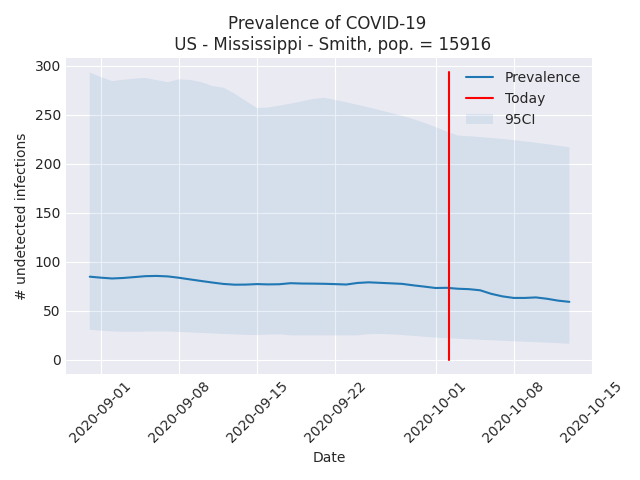 Prevalence of COVID-19
US - Mississippi - Smith, pop. = 15916
Prevalence
Today
95CI
# undetected infections
300
250
200
150
100
50
0
2020-09-01
2020-09-08
2020-09-15
2020-09-22
2020-10-01
2020-10-08
2020-10-15
Date